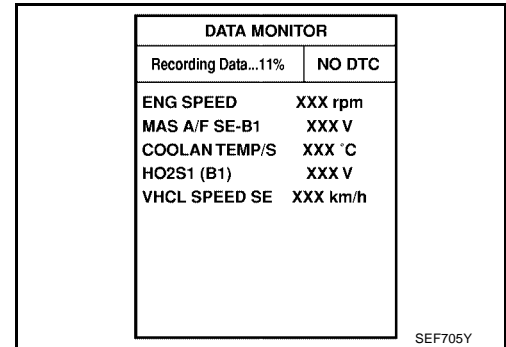 DATA MONITOR
Recording Data...11% NO DTC
ENG SPEED XXX rpm
MAS A/F SE-B1 XXX V
COOLAN TEMP/S XXX °C
HO2S1 (B1) XXX V
VHCL SPEED SE XXX km/h
SEF705Y